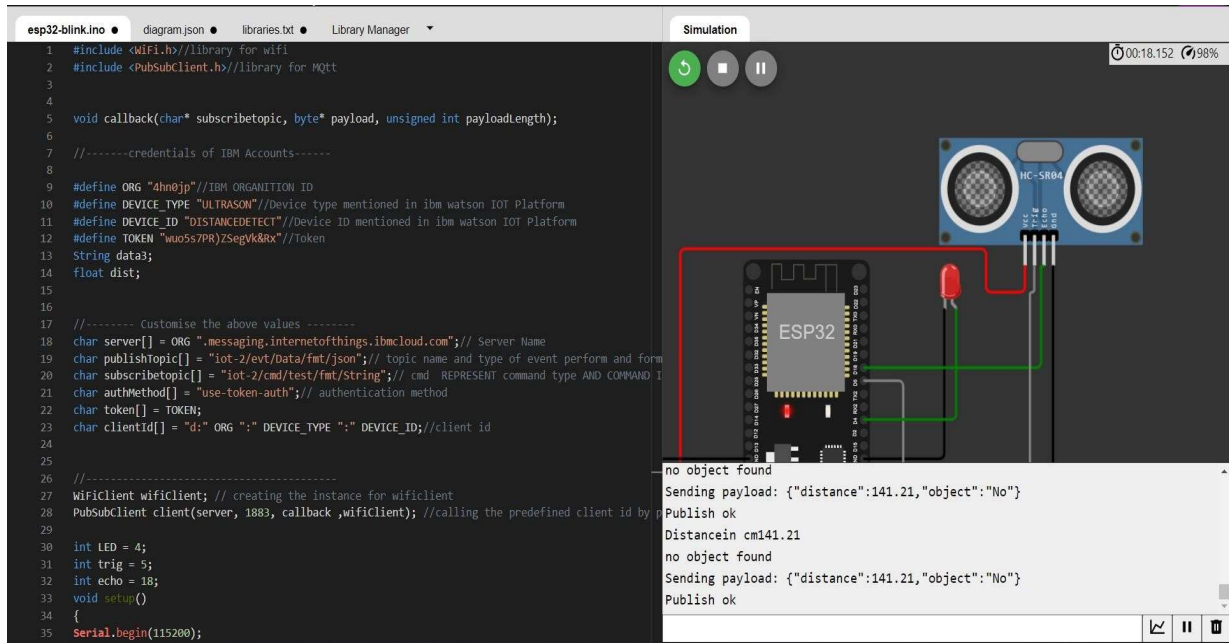 esp32-blink.ino ● diagram.json ● libraries.txt ● Library Manager ▼
1 #include <WiFi.h>//library for wifi
2 #include <PubSubClient.h>//library for MQtt
3
4
5 void callback(char* subscribetopic, byte* payload, unsigned int payloadLength);
6
7 //-------credentials of IBM Accounts------
8
9 #define ORG "4hn0jp"//IBM ORGANITION ID
10 #define DEVICE_TYPE "ULTRASON"//Device type mentioned in ibm watson IOT Platform
11 #define DEVICE_ID "DISTANCEDETECT"//Device ID mentioned in ibm watson IOT Platform
12 #define TOKEN "wuo5s7PR)ZSegVk&Rx"//Token
13 String data3;
14 float dist;
15
16
17 //-------- Customise the above values --------
18 char server[] = ORG ".messaging.internetofthings.ibmcloud.com";// Server Name
19 char publishTopic[] = "iot-2/evt/Data/fmt/json";// topic name and type of event perform and form
20 char subscribetopic[] = "iot-2/cmd/test/fmt/String";// cmd REPRESENT command type AND COMMAND I
21 char authMethod[] = "use-token-auth";// authentication method
22 char token[] = TOKEN;
23 char clientId[] = "d:" ORG ":" DEVICE_TYPE ":" DEVICE_ID;//client id
24
25
26 //-----------------------------------------
27 WiFiClient wifiClient; // creating the instance for wificlient
28 PubSubClient client(server, 1883, callback ,wifiClient); //calling the predefined client id by p
29
30 int LED = 4;
31 int trig = 5;
32 int echo = 18;
33 void setup()
34 {
35 Serial.begin(115200);
Simulation
00:18.152 98%
HC-SR04
Vcc
Trig
Echo
Gnd
ESP32
no object found
Sending payload: {"distance":141.21,"object":"No"}
Publish ok
Distancein cm141.21
no object found
Sending payload: {"distance":141.21,"object":"No"}
Publish ok